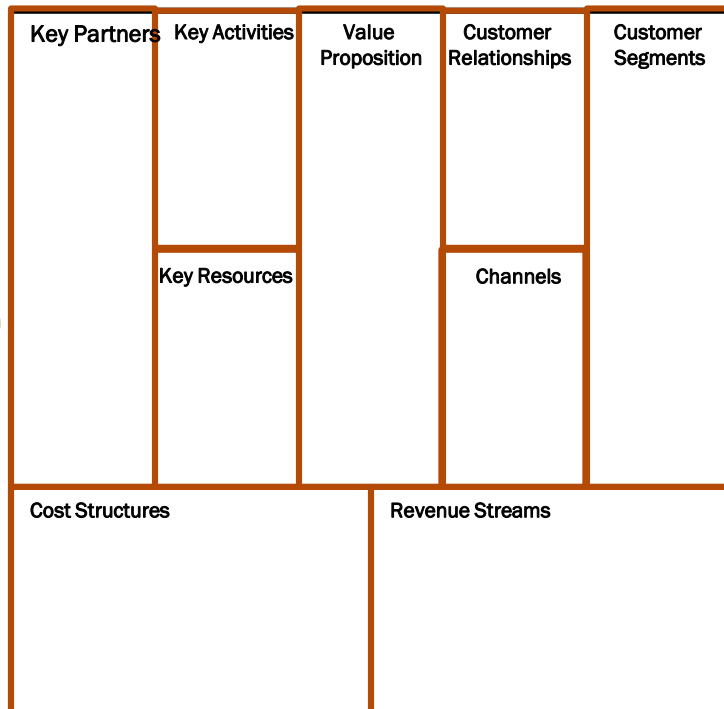 Key Partners
Key Activities
Value
Proposition
Customer
Relationships
Customer
Segments
Key Resources
Channels
Cost Structures
Revenue Streams